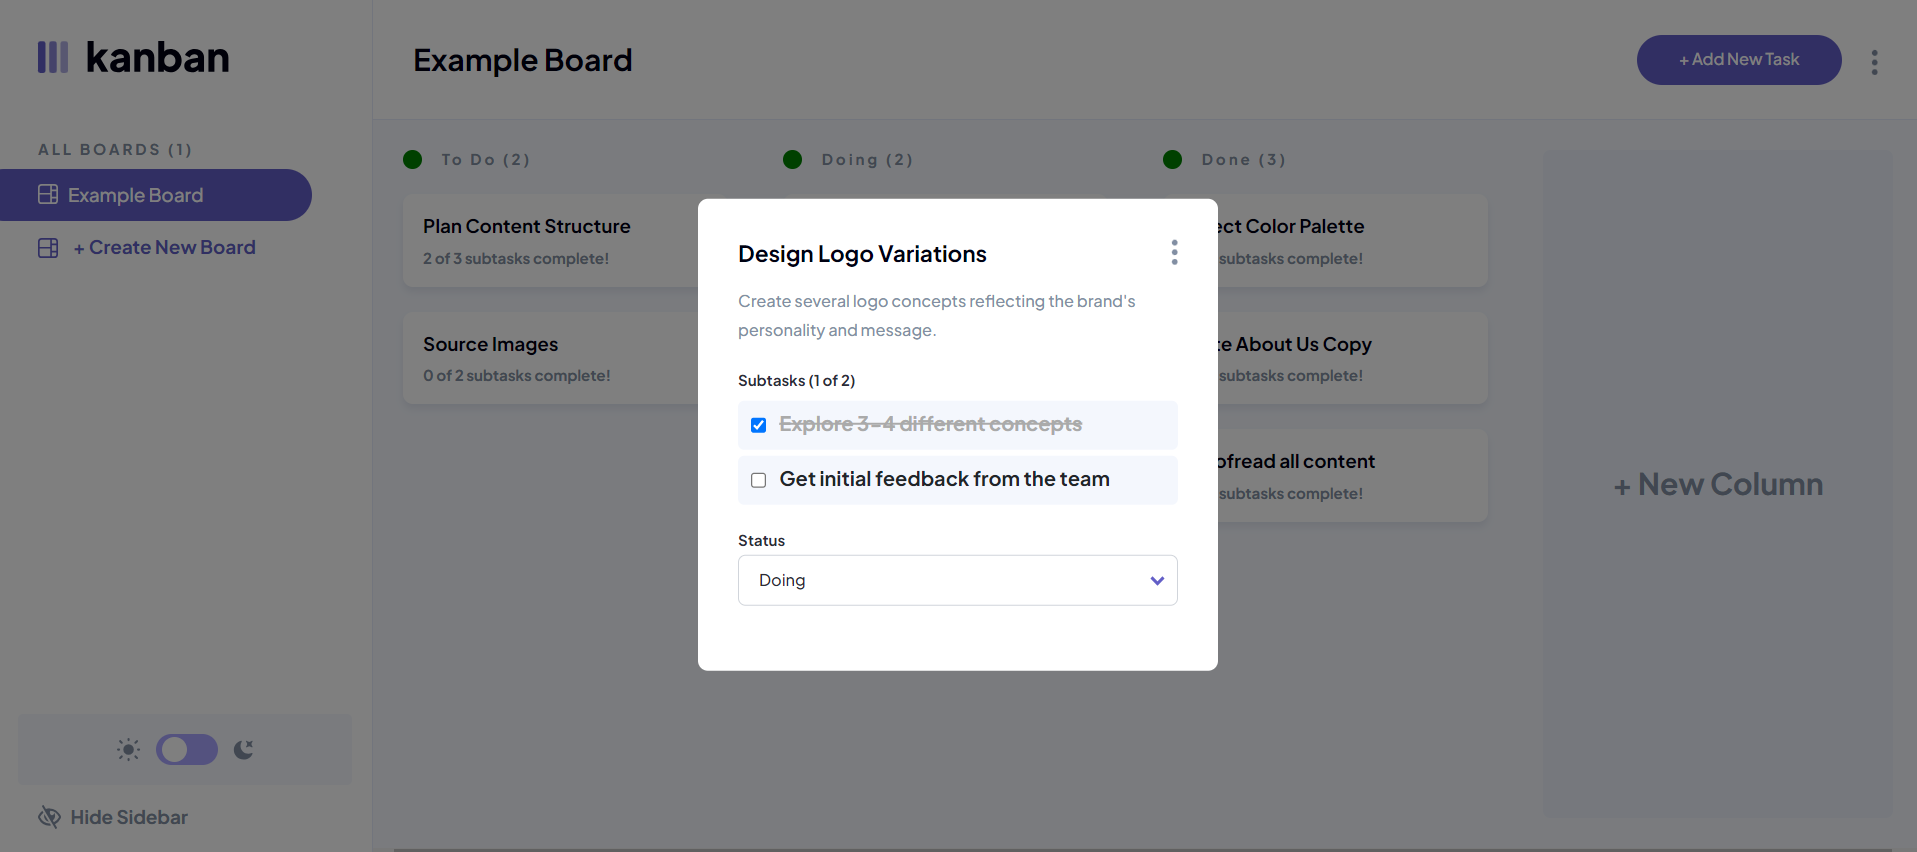 kanban
Example Board
+ Add New Task
ALL BOARDS (1)
Example Board
+ Create New Board
To Do (2)
Doing (2)
Done (3)
Plan Content Structure
2 of 3 subtasks complete!
Source Images
0 of 2 subtasks complete!
Design Logo Variations
Create several logo concepts reflecting the brand's
personality and message.
Subtasks (1 of 2)
Explore 3–4 different concepts
Get initial feedback from the team
Status
Doing
Color Palette
subtasks complete!
About Us Copy
subtasks complete!
all content
subtasks complete!
+ New Column
Hide Sidebar